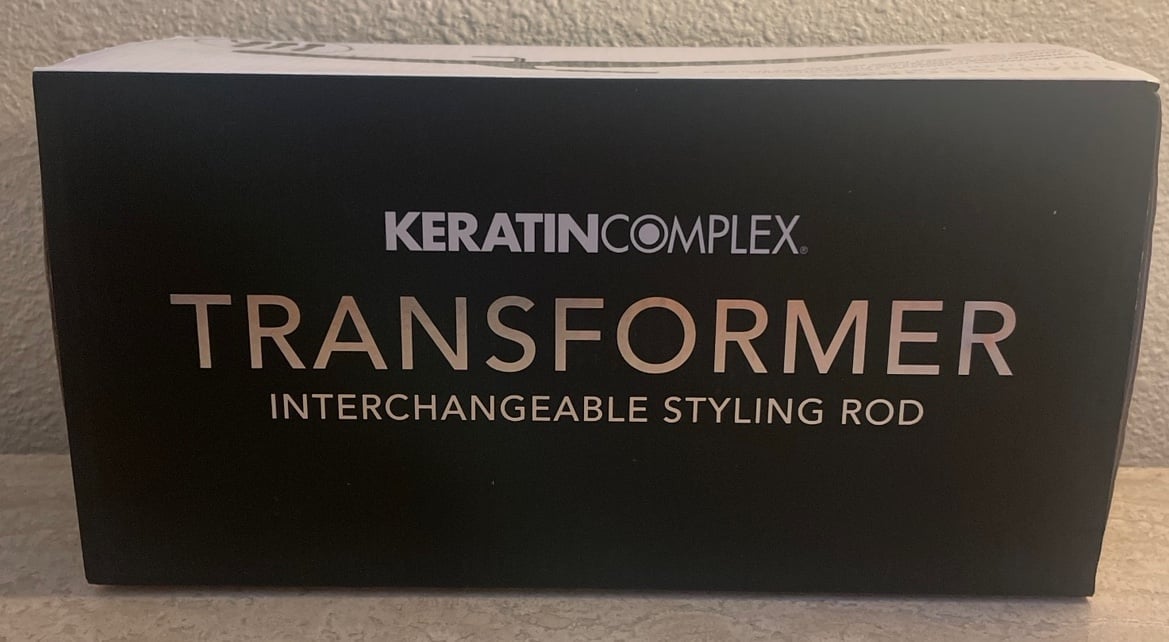 KERATINCOMPLEX®
TRANSFORMER
INTERCHANGEABLE STYLING ROD